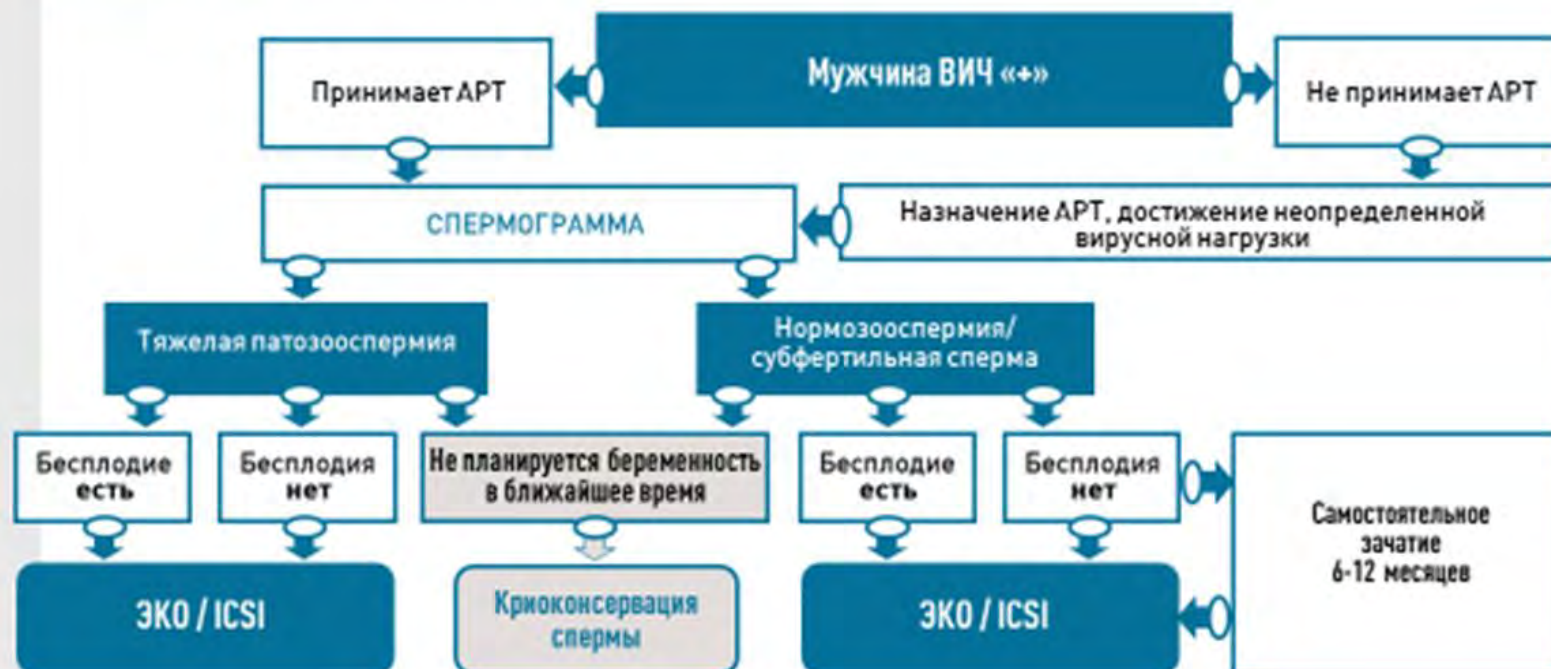 Мужчина ВИЧ «+»
Принимает АРТ
Не принимает АРТ
СПЕРМОГРАММА
Назначение АРТ, достижение неопределенной
вирусной нагрузки
Тяжелая патозооспермия
Нормозооспермия/
субфертильная сперма
Бесплодие
есть
Бесплодия
нет
Не планируется беременность
в ближайшее время
Бесплодие
есть
Бесплодия
нет
Самостоятельное
зачатие
6-12 месяцев
ЭКО / ICSI
Криоконсервация
спермы
ЭКО / ICSI